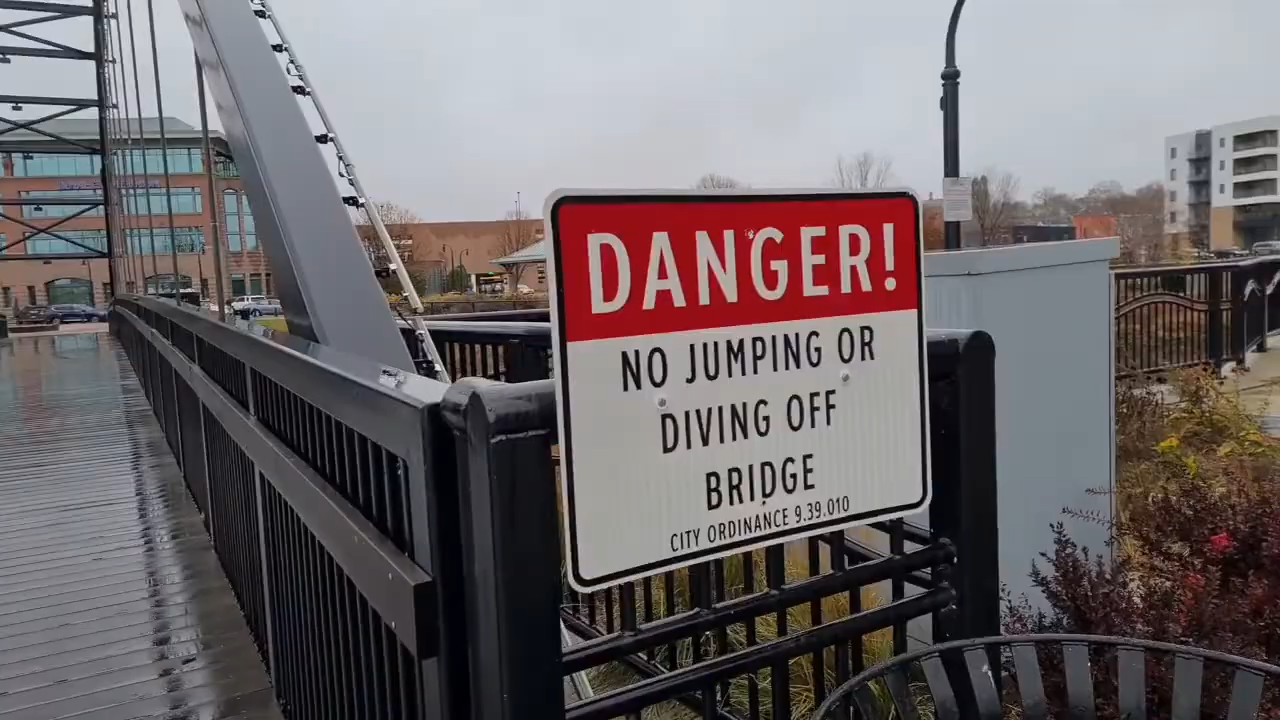 DANGER!
NO JUMPING OR
DIVING OFF
BRIDGE
CITY ORDINANCE 9.39.010